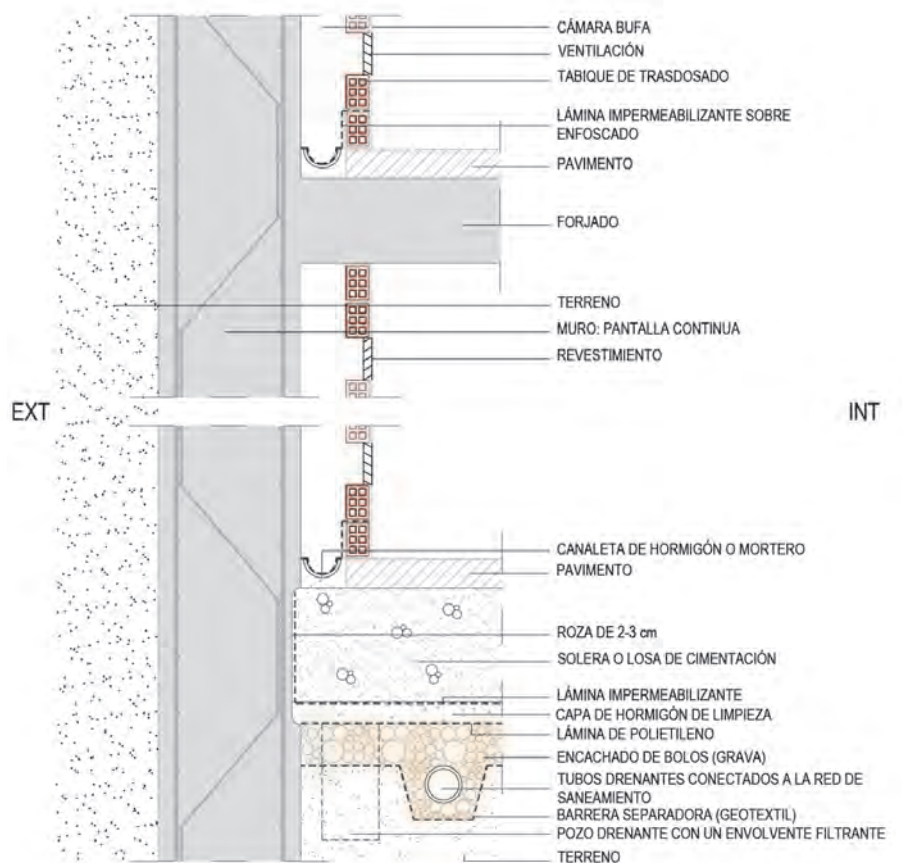 CÁMARA BUFA
VENTILACIÓN
TABIQUE DE TRASDOSADO
LÁMINA IMPERMEABILIZANTE SOBRE
ENFOSCADO
PAVIMENTO
FORJADO
TERRENO
MURO: PANTALLA CONTINUA
REVESTIMIENTO
EXT
INT
CANALETA DE HORMIGÓN O MORTERO
PAVIMENTO
ROZA DE 2-3 cm
SOLERA O LOSA DE CIMENTACIÓN
LÁMINA IMPERMEABILIZANTE
CAPA DE HORMIGÓN DE LIMPIEZA
LÁMINA DE POLIETILENO
ENCACHADO DE BOLOS (GRAVA)
TUBOS DRENANTES CONECTADOS A LA RED DE
SANEAMIENTO
BARRERA SEPARADORA (GEOTEXTIL)
POZO DRENANTE CON UN ENVOLVENTE FILTRANTE
TERRENO